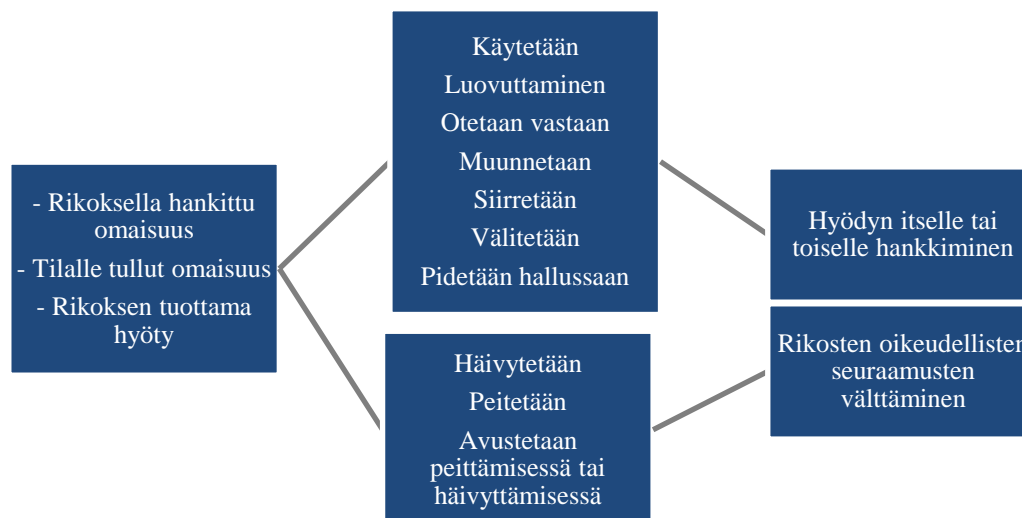 - Rikoksella hankittu
omaisuus
- Tilalle tullut omaisuus
- Rikoksen tuottama
hyöty
Käytetään
Luovuttaminen
Otetaan vastaan
Muunnetaan
Siirretään
Välitetään
Pidetään hallussaan
Häivytetään
Peitetään
Avustetaan
peittämisessä tai
häivyttämisessä
Hyödyn itselle tai
toiselle hankkiminen
Rikosten oikeudellisten
seuraamusten
välttäminen